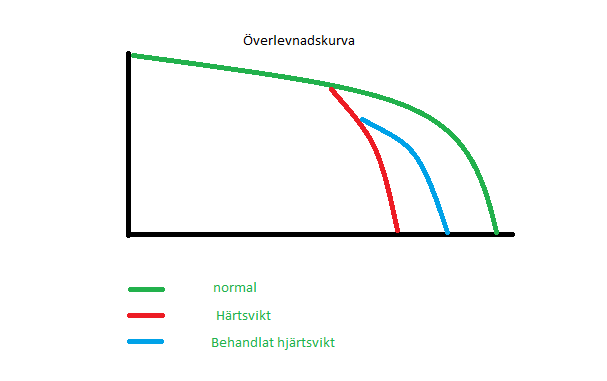 Överlevnadskurva
normal
Härtsvikt
Behandlat hjärtsvikt